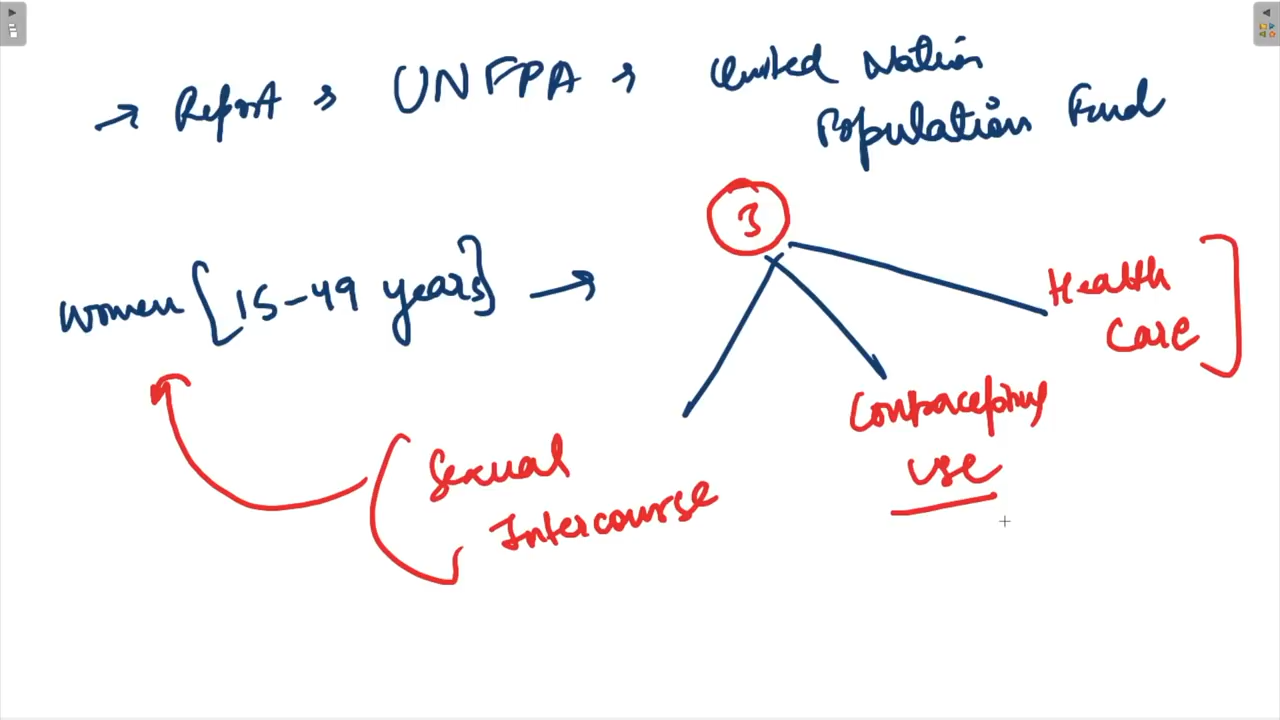 → Report → UNFPA → United Nation
Population Fund
3
women [15-49 years] →
Health
Care
Contraceptive
use
Sexual
Intercourse